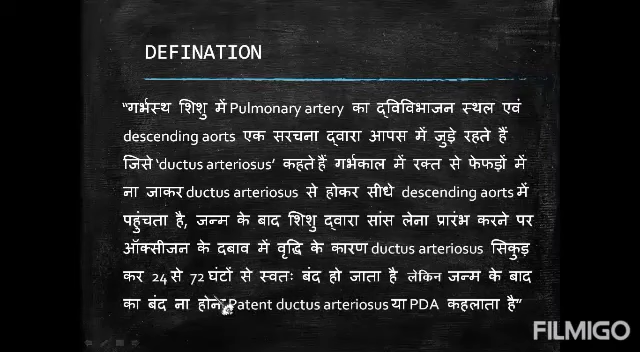 DEFINATION
“गर्भस्थ शिशु में Pulmonary artery का द्विविभाजन स्थल एवं
descending aorts एक सरचना द्वारा आपस में जुड़े रहते हैं
जिसे ‘ductus arteriosus’ कहते हैं गर्भकाल में रक्त से फेफड़ों में
ना जाकर ductus arteriosus से होकर सीधे descending aorts में
पहुंचता है, जन्म के बाद शिशु द्वारा सांस लेना प्रारंभ करने पर
ऑक्सीजन के दबाव में वृद्धि के कारण ductus arteriosus सिकुड़
कर 24 से 72 घंटों से स्वतः बंद हो जाता है लेकिन जन्म के बाद
का बंद ना होना Patent ductus arteriosus या PDA कहलाता है”
FILMIGO